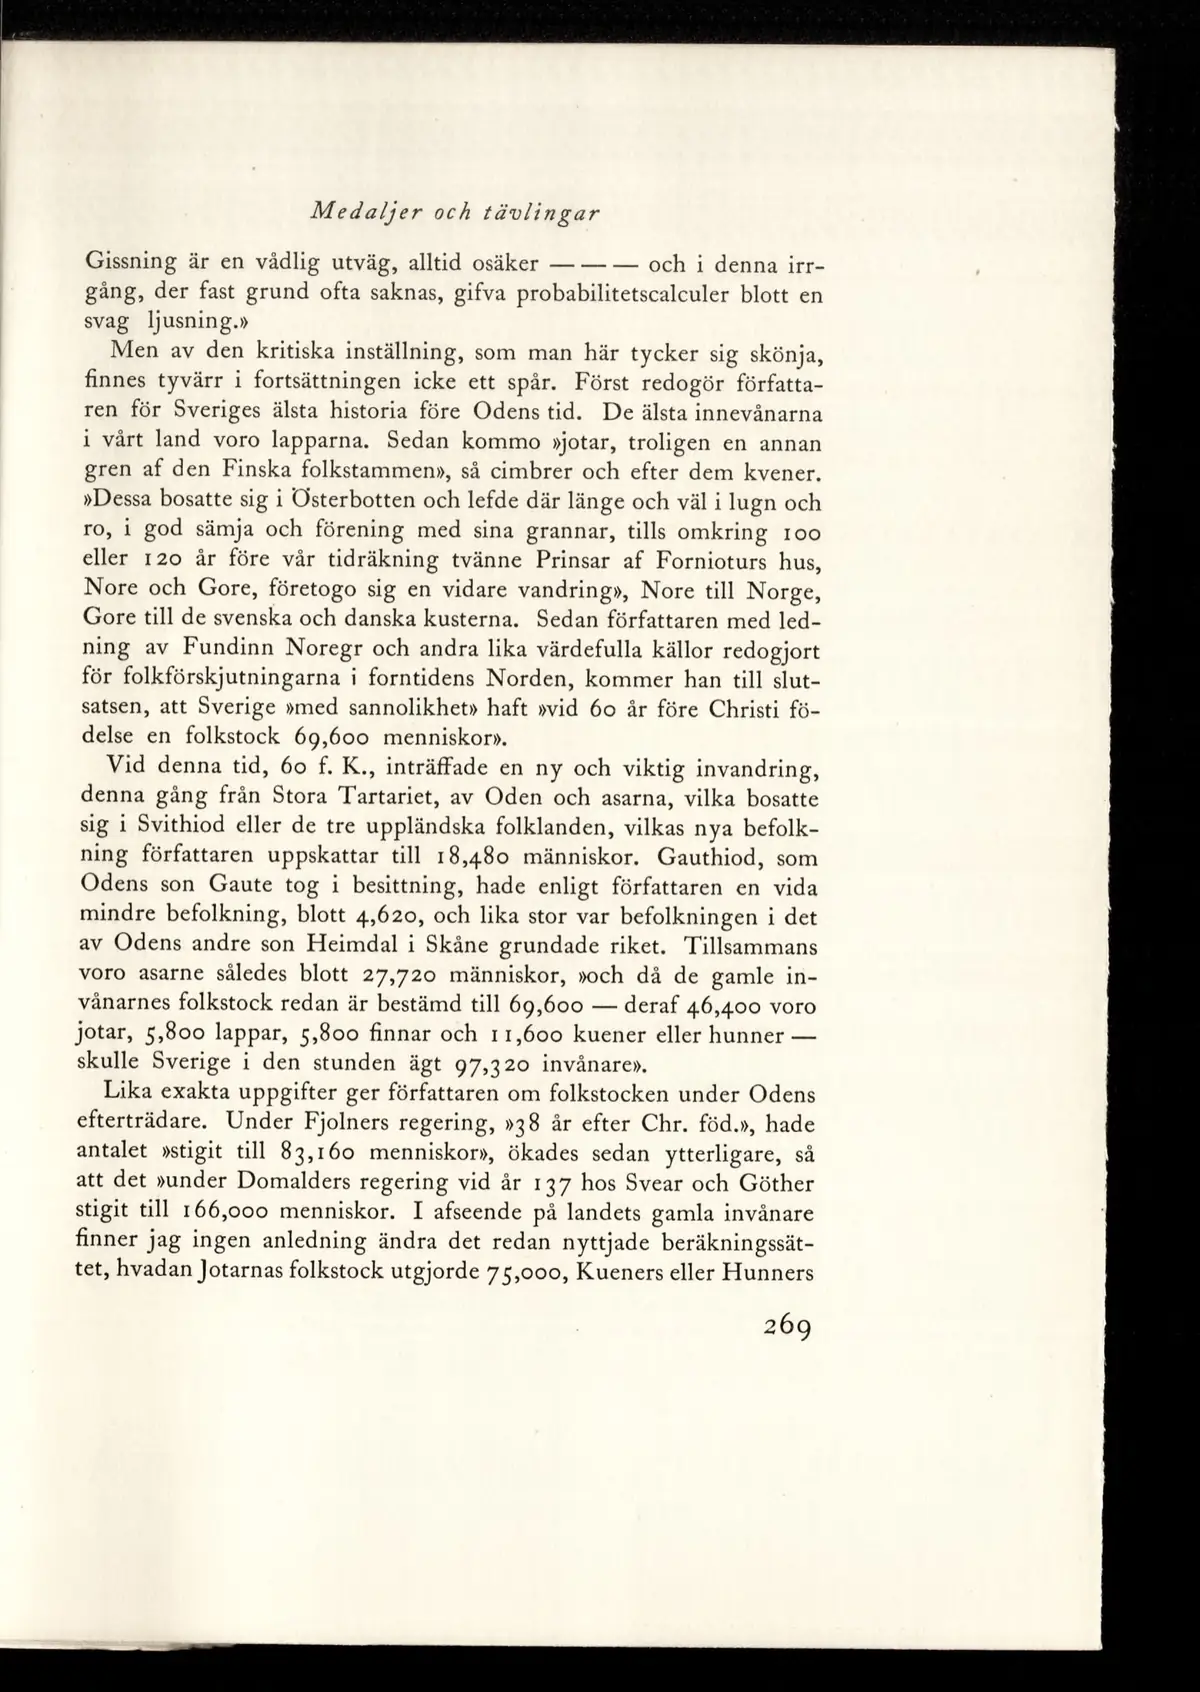 Medaljer och tävlingar
Gissning är en vådlig utväg, alltid osäker — — — och i denna irr-
gång, der fast grund ofta saknas, gifva probabilitetscalculer blott en
svag ljusning.»
Men av den kritiska inställning, som man här tycker sig skönja,
finnes tyvärr i fortsättningen icke ett spår. Först redogör författa-
ren för Sveriges älsta historia före Odens tid. De älsta innevånarna
i vårt land voro lapparna. Sedan kommo »jotar, troligen en annan
gren af den Finska folkstammen», så cimbrer och efter dem kvener.
»Dessa bosatte sig i Österbotten och lefde där länge och väl i lugn och
ro, i god sämja och förening med sina grannar, tills omkring 100
eller 120 år före vår tidräkning tvänne Prinsar af Fornioturs hus,
Nore och Gore, företogo sig en vidare vandring», Nore till Norge,
Gore till de svenska och danska kusterna. Sedan författaren med led-
ning av Fundinn Noregr och andra lika värdefulla källor redogjort
för folkförskjutningarna i forntidens Norden, kommer han till slut-
satsen, att Sverige »med sannolikhet» haft »vid 60 år före Christi fö-
delse en folkstock 69,600 menniskor».
Vid denna tid, 60 f. K., inträffade en ny och viktig invandring,
denna gång från Stora Tartariet, av Oden och asarna, vilka bosatte
sig i Svithiod eller de tre uppländska folklanden, vilkas nya befolk-
ning författaren uppskattar till 18,480 människor. Gauthiod, som
Odens son Gaute tog i besittning, hade enligt författaren en vida
mindre befolkning, blott 4,620, och lika stor var befolkningen i det
av Odens andre son Heimdal i Skåne grundade riket. Tillsammans
voro asarne således blott 27,720 människor, »och då de gamle in-
vånarnes folkstock redan är bestämd till 69,600 — deraf 46,400 voro
jotar, 5,800 lappar, 5,800 finnar och 11,600 kuener eller hunner —
skulle Sverige i den stunden ägt 97,320 invånare».
Lika exakta uppgifter ger författaren om folkstocken under Odens
efterträdare. Under Fjolners regering, »38 år efter Chr. föd.», hade
antalet »stigit till 83,160 menniskor», ökades sedan ytterligare, så
att det »under Domalders regering vid år 137 hos Svear och Göther
stigit till 166,000 menniskor. I afseende på landets gamla invånare
finner jag ingen anledning ändra det redan nyttjade beräkningssät-
tet, hvadan Jotarnas folkstock utgjorde 75,000, Kueners eller Hunners
269